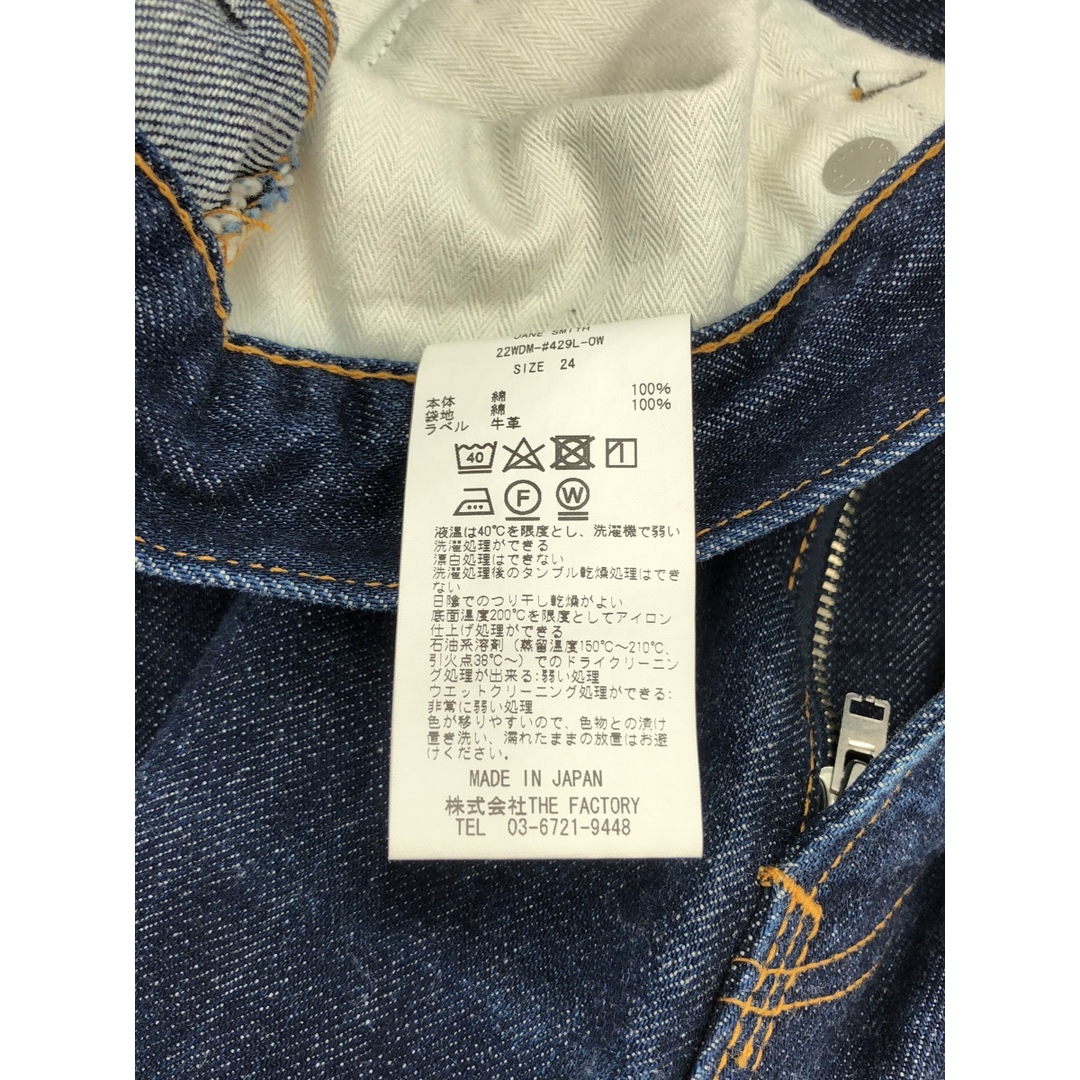 JANE SMITH
22WDM-#429L-OW
SIZE 24
本体 綿 100%
袋地 綿 100%
ラベル 牛革
40
F W
液温は40℃を限度とし、洗濯機で弱い
洗濯処理ができる
漂白処理はできない
洗濯処理後のタンブル乾燥処理はでき
ない
日陰でのつり干し乾燥がよい
底面温度200℃を限度としてアイロン
仕上げ処理ができる
石油系溶剤（蒸留温度150℃～210℃、
引火点38℃～）でのドライクリーニン
グ処理が出来る:弱い処理
ウエットクリーニング処理ができる:
非常に弱い処理
色が移りやすいので、色物との漬け
置き洗い、濡れたままの放置はお避
けください。
MADE IN JAPAN
株式会社THE FACTORY
TEL 03-6721-9448